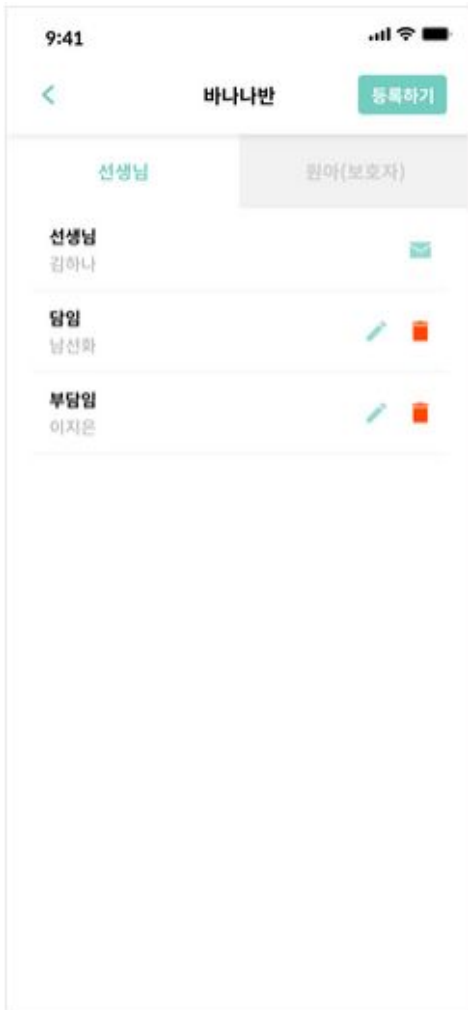 9:41
바나나반
등록하기
선생님
원아(보호자)
선생님
김하나
담임
남선화
부담임
이지은